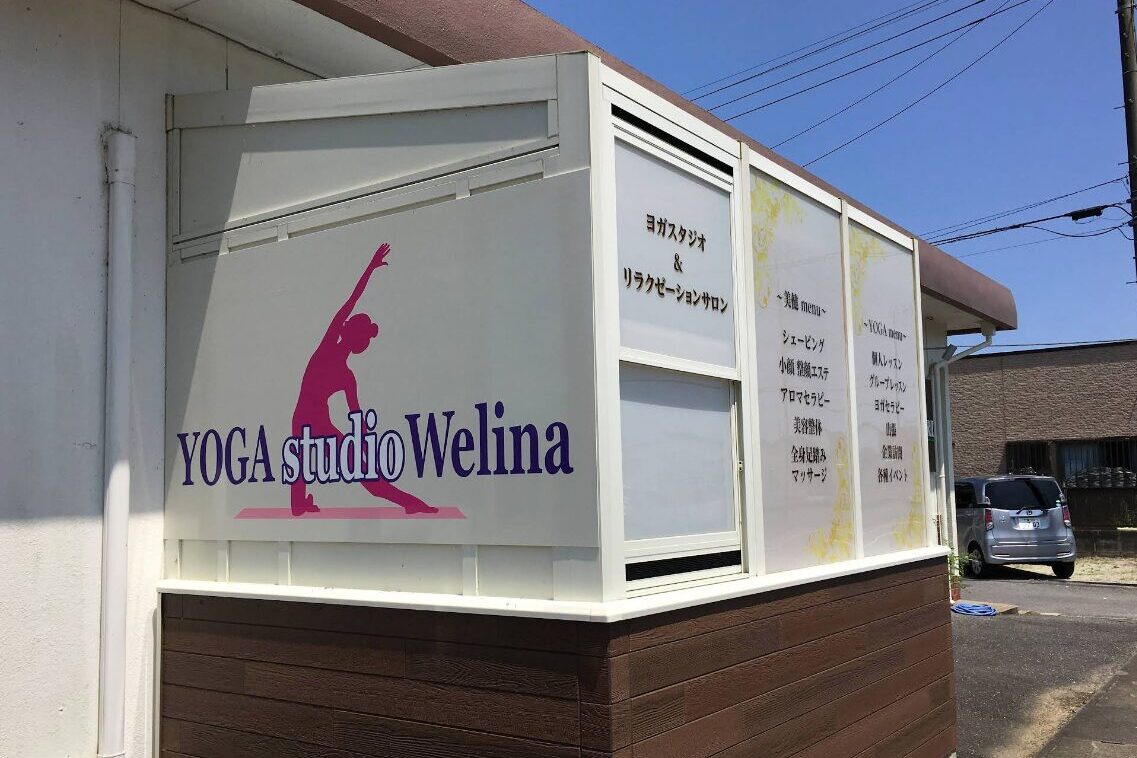 YOGA studio Welina
ヨガスタジオ
&
リラクゼーションサロン
~美健 menu~
シェービング
小顔 整顔エステ
アロマセラピー
美容整体
全身足踏み
マッサージ
~YOGA menu~
個人レッスン
グループレッスン
ヨガセラピー
出張
企業訪問
各種イベント